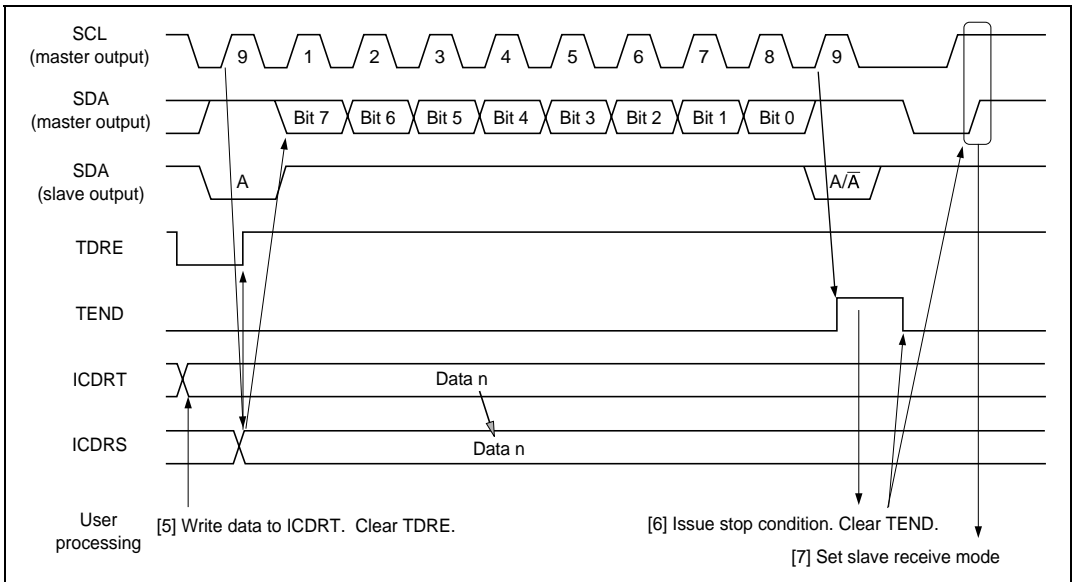 SCL
(master output)
9 1 2 3 4 5 6 7 8 9
SDA
(master output)
Bit 7 Bit 6 Bit 5 Bit 4 Bit 3 Bit 2 Bit 1 Bit 0
SDA
(slave output)
A A/A̅
TDRE
TEND
ICDRT
Data n
ICDRS
Data n
User
processing
[5] Write data to ICDRT. Clear TDRE.
[6] Issue stop condition. Clear TEND.
[7] Set slave receive mode